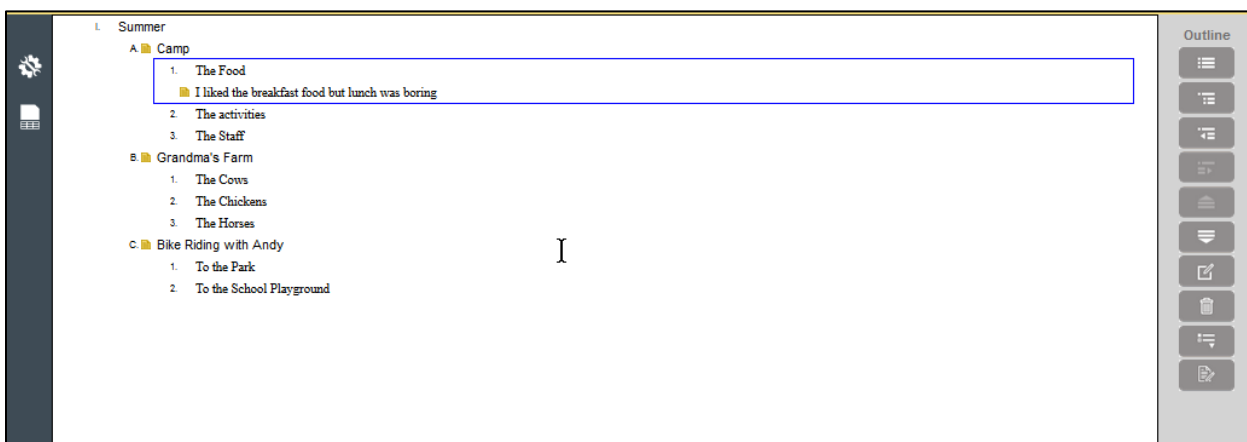 I. Summer
Outline
A. Camp
1. The Food
I liked the breakfast food but lunch was boring
2. The activities
3. The Staff
B. Grandma's Farm
1. The Cows
2. The Chickens
3. The Horses
C. Bike Riding with Andy
1. To the Park
2. To the School Playground